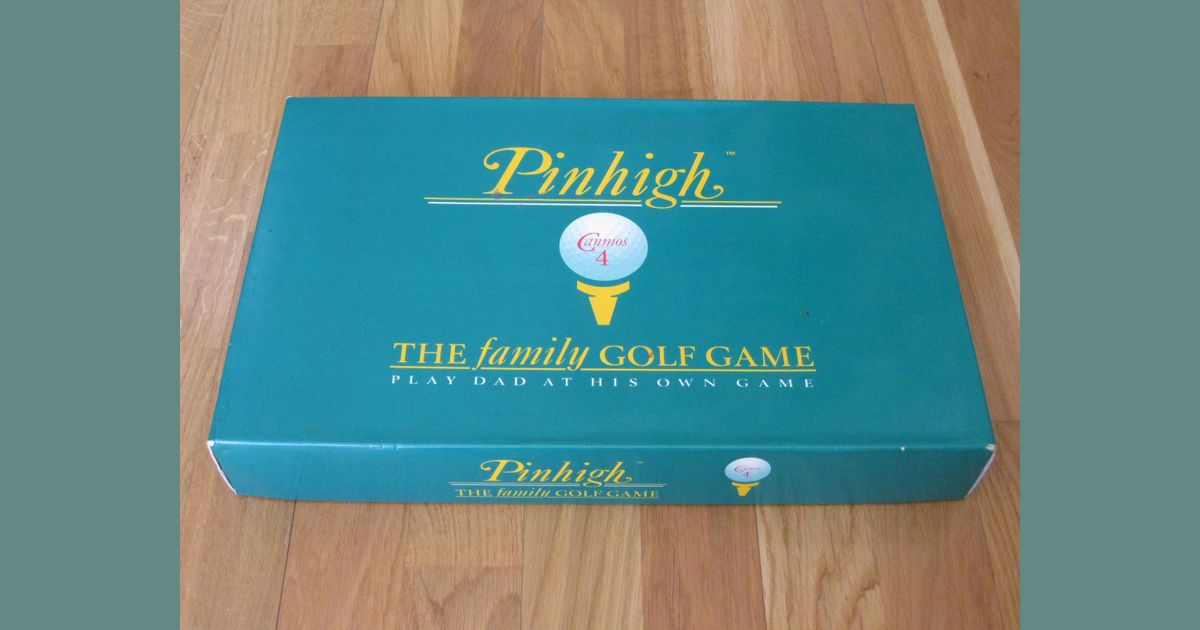 Pinhigh™
Canmos
4
THE family GOLF GAME
PLAY DAD AT HIS OWN GAME
Pinhigh™
THE family GOLF GAME
Canmos
4